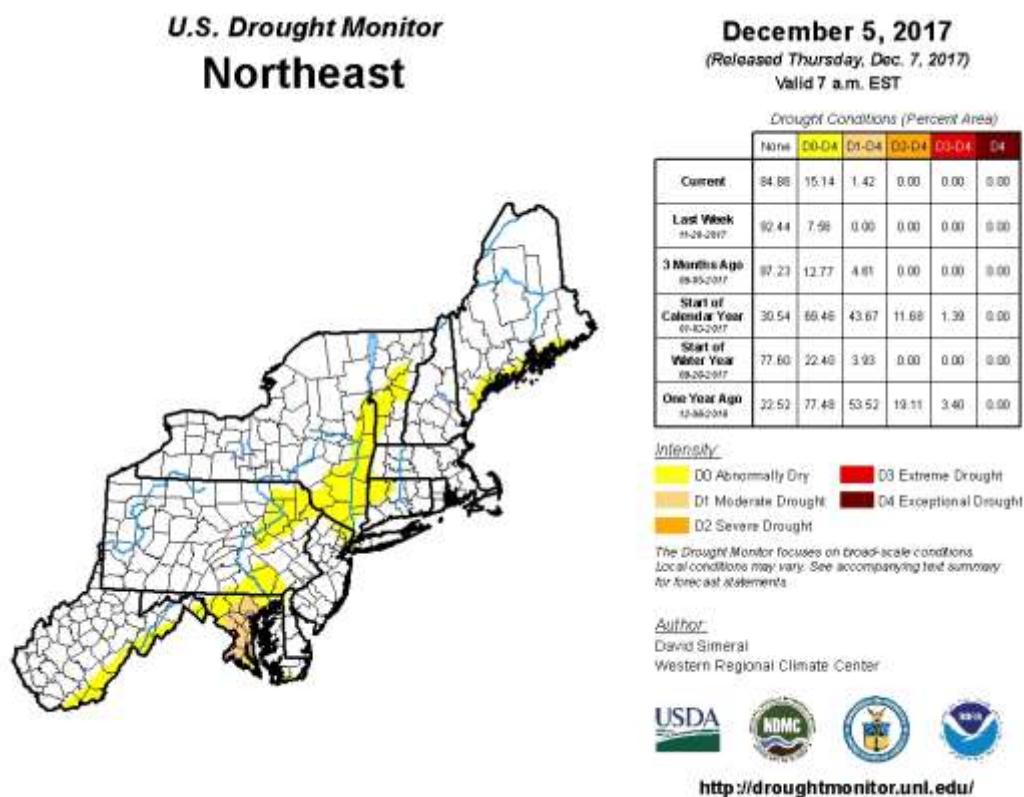 U.S. Drought Monitor
Northeast
December 5, 2017
(Released Thursday, Dec. 7, 2017)
Valid 7 a.m. EST
Drought Conditions (Percent Area)
None D0-D4 D1-D4 D2-D4 D3-D4 D4
Current 15.14 1.42 0.00 0.00 0.00
Last Week 92.44 0.00 0.00 0.00 0.00
3 Months Ago 87.23 12.77 4.61 0.00 0.00 0.00
Start of
Calendar Year 30.54 69.46 43.67 0.00
01-03-2017
Start of
Water Year 77.60 22.40 3.93 0.00 0.00 0.00
One Year Ago 22.52 77.48 53.52 19.11 3.40 0.00
Intensity:
D0 Abnormally Dry
D1 Moderate Drought
D2 Severe Drought
D3 Extreme Drought
D4 Exceptional Drought
The Drought Monitor focuses on broad-scale conditions.
Local conditions may vary. See accompanying text summary
for forecast statements.
Author:
David Simeral
Western Regional Climate Center
USDA
NDMC
NOAA
http://droughtmonitor.unl.edu/